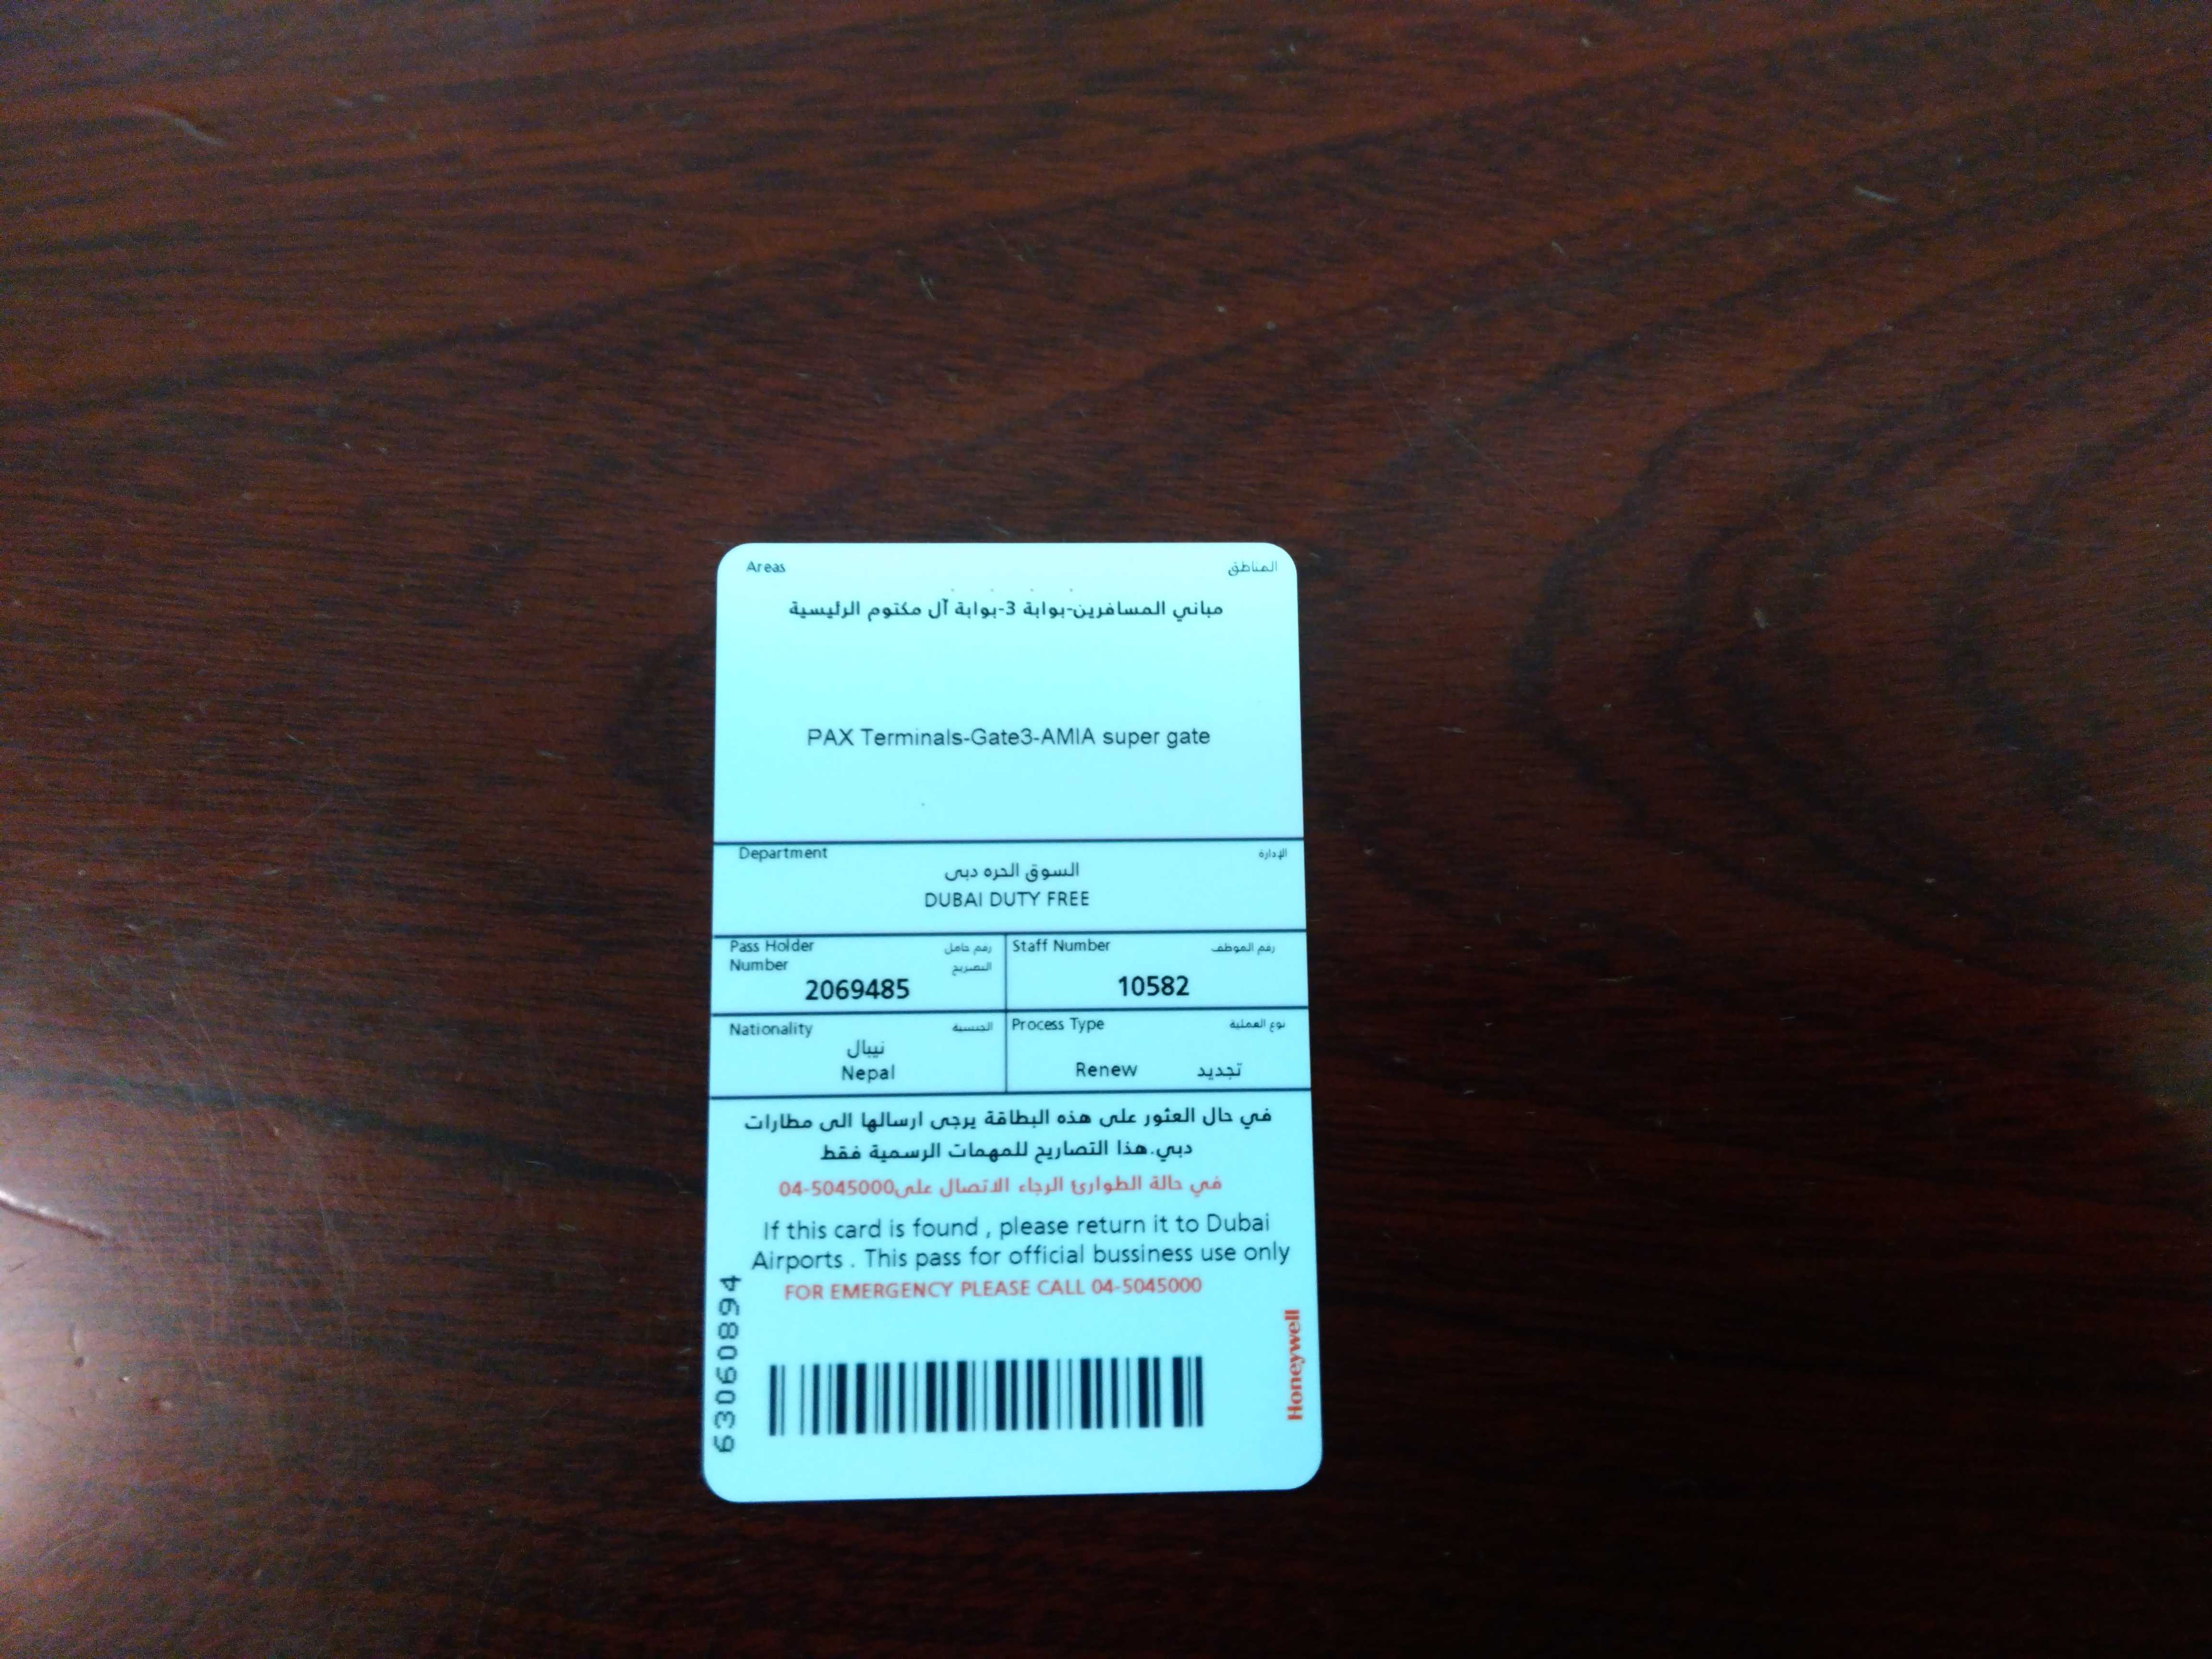 Areas المناطق
مباني المسافرين-بوابة 3-بوابة آل مكتوم الرئيسية
PAX Terminals-Gate3-AMIA super gate
Department الإدارة
السوق الحره دبى
DUBAI DUTY FREE
Pass Holder Number رقم حامل التصريح
2069485
Staff Number رقم الموظف
10582
Nationality الجنسية
نيبال
Nepal
Process Type نوع العملية
Renew تجديد
في حال العثور على هذه البطاقة يرجى ارسالها الى مطارات
دبي.هذا التصاريح للمهمات الرسمية فقط
في حالة الطوارئ الرجاء الاتصال على04-5045000
If this card is found , please return it to Dubai
Airports . This pass for official bussiness use only
FOR EMERGENCY PLEASE CALL 04-5045000
63060894
Honeywell